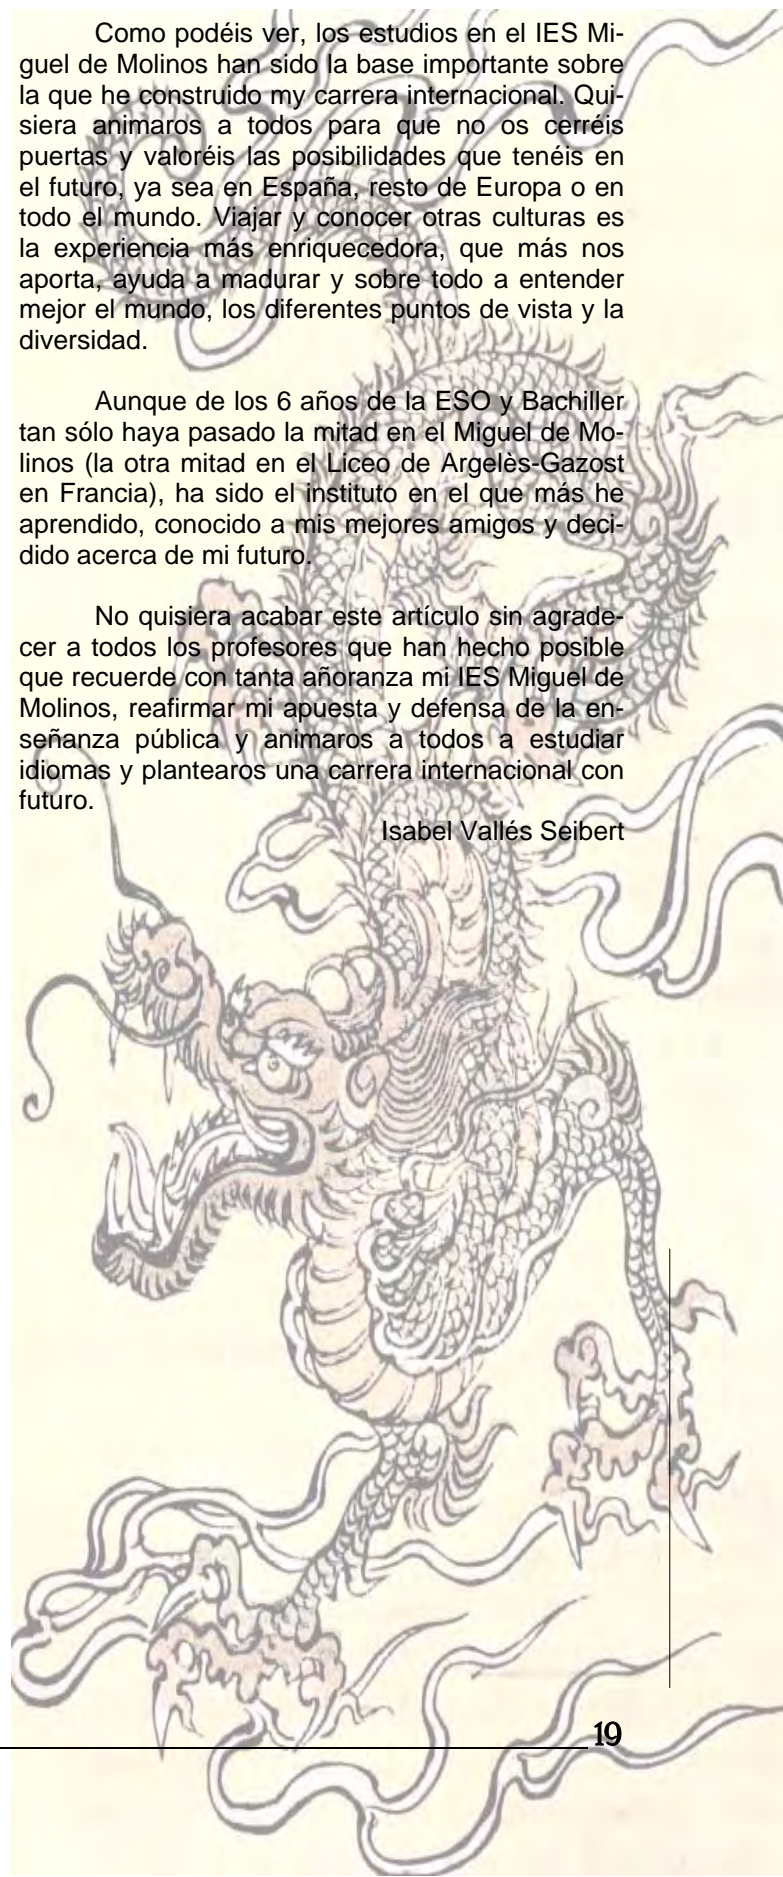 Como podéis ver, los estudios en el IES Mi-
guel de Molinos han sido la base importante sobre
la que he construido my carrera internacional. Qui-
siera animaros a todos para que no os cerréis
puertas y valoréis las posibilidades que tenéis en
el futuro, ya sea en España, resto de Europa o en
todo el mundo. Viajar y conocer otras culturas es
la experiencia más enriquecedora, que más nos
aporta, ayuda a madurar y sobre todo a entender
mejor el mundo, los diferentes puntos de vista y la
diversidad.
Aunque de los 6 años de la ESO y Bachiller
tan sólo haya pasado la mitad en el Miguel de Mo-
linos (la otra mitad en el Liceo de Argelès-Gazost
en Francia), ha sido el instituto en el que más he
aprendido, conocido a mis mejores amigos y deci-
dido acerca de mi futuro.
No quisiera acabar este artículo sin agrade-
cer a todos los profesores que han hecho posible
que recuerde con tanta añoranza mi IES Miguel de
Molinos, reafirmar mi apuesta y defensa de la en-
señanza pública y animaros a todos a estudiar
idiomas y plantearos una carrera internacional con
futuro.
Isabel Vallés Seibert
19